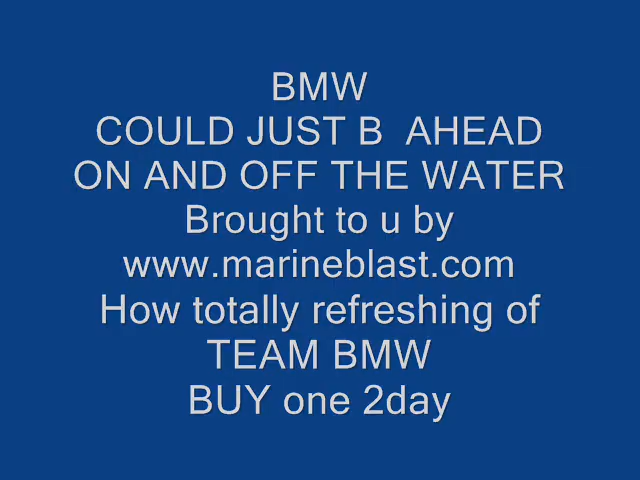 BMW
COULD JUST B  AHEAD
ON AND OFF THE WATER
Brought to u by
www.marineblast.com
How totally refreshing of
TEAM BMW
BUY one 2day